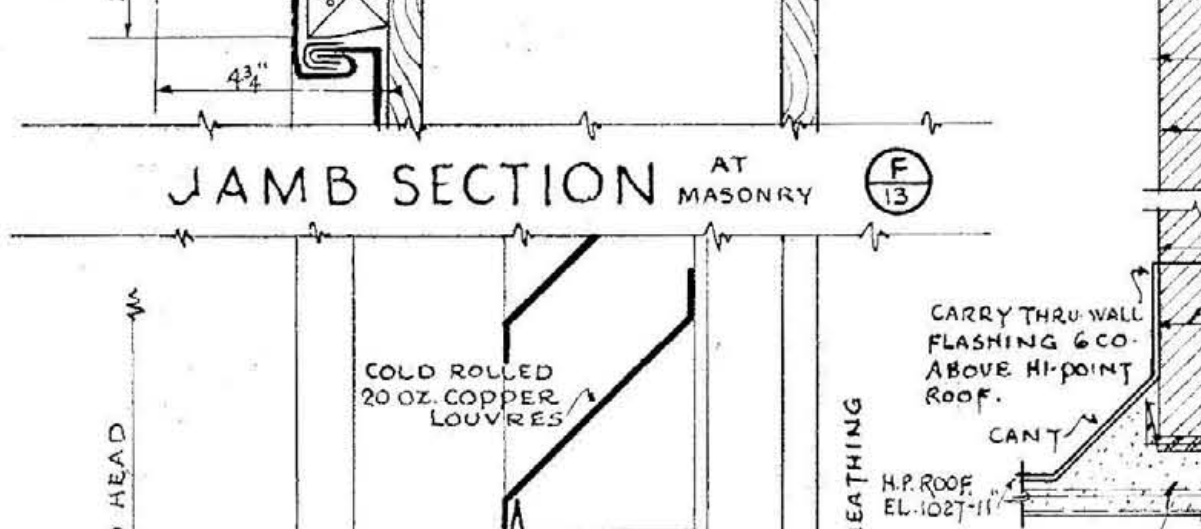 4¾"
JAMB SECTION AT
MASONRY
F
13
CARRY THRU-WALL
FLASHING 6 CO.
ABOVE HI-POINT
ROOF.
COLD ROLLED
20 OZ. COPPER
LOUVRES
CANT
HEAD
H.P. ROOF
EL. 1027-11"